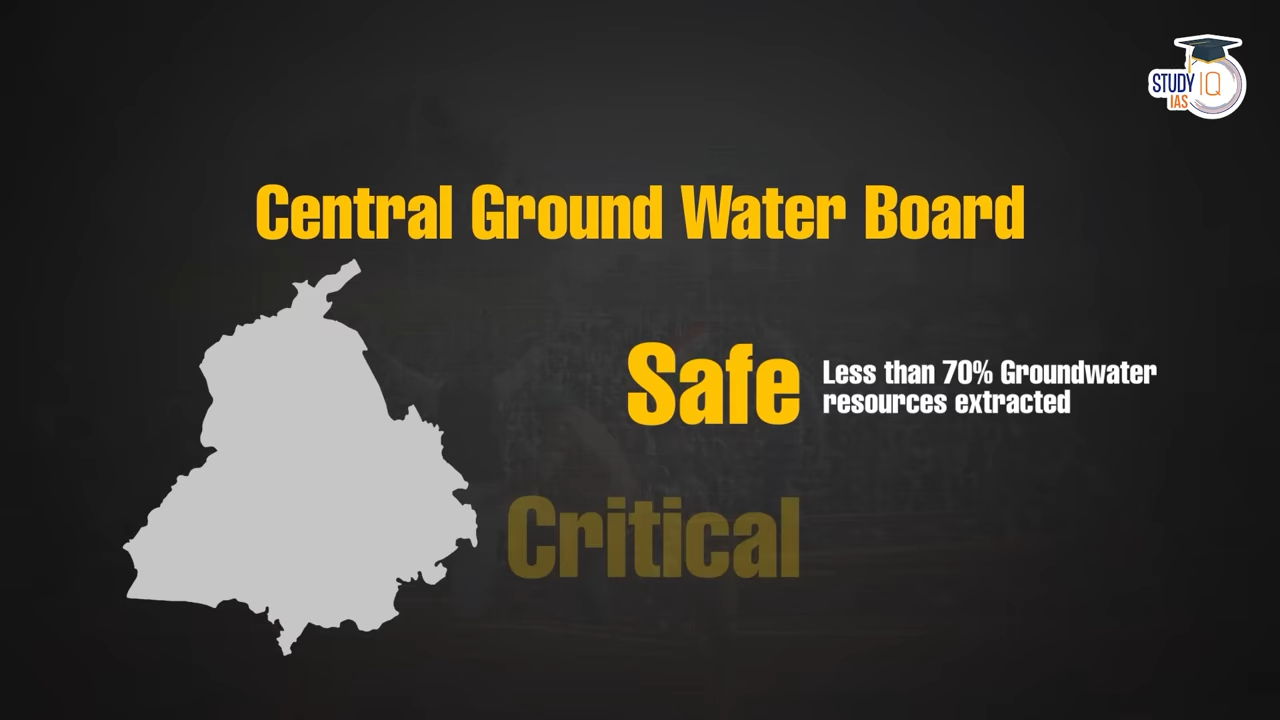 STUDY IQ
IAS
Central Ground Water Board
Safe
Less than 70% Groundwater
resources extracted
Critical